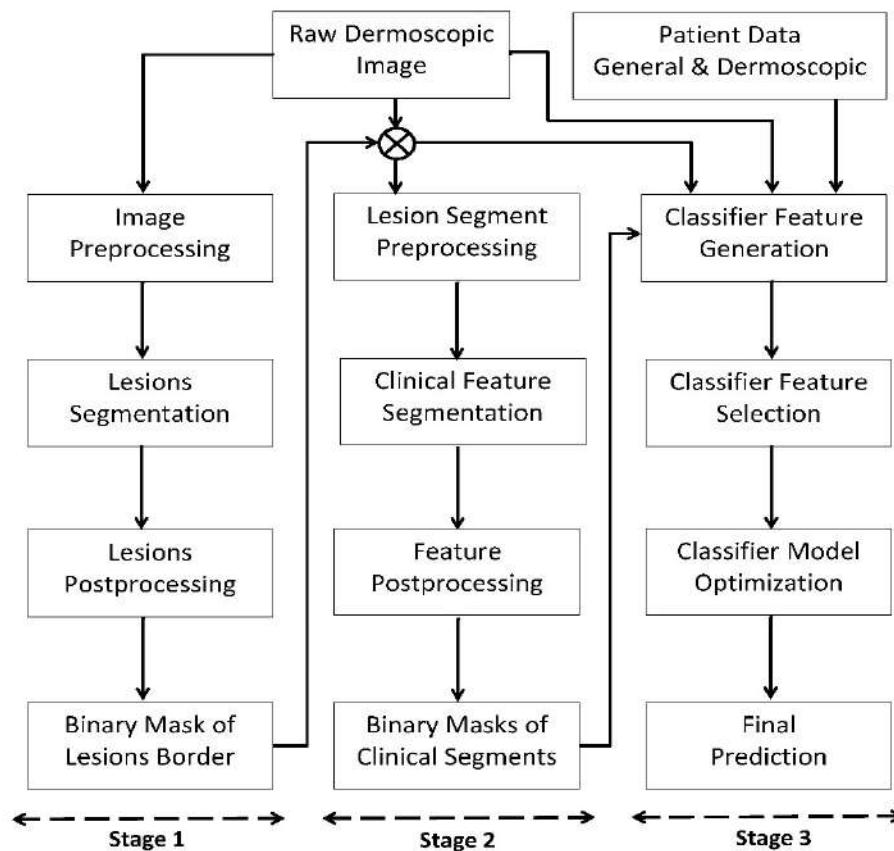 Raw Dermoscopic
Image
Patient Data
General & Dermoscopic
Image
Preprocessing
Lesions
Segmentation
Lesions
Postprocessing
Binary Mask of
Lesions Border
Lesion Segment
Preprocessing
Clinical Feature
Segmentation
Feature
Postprocessing
Binary Masks of
Clinical Segments
Classifier Feature
Generation
Classifier Feature
Selection
Classifier Model
Optimization
Final
Prediction
Stage 1
Stage 2
Stage 3